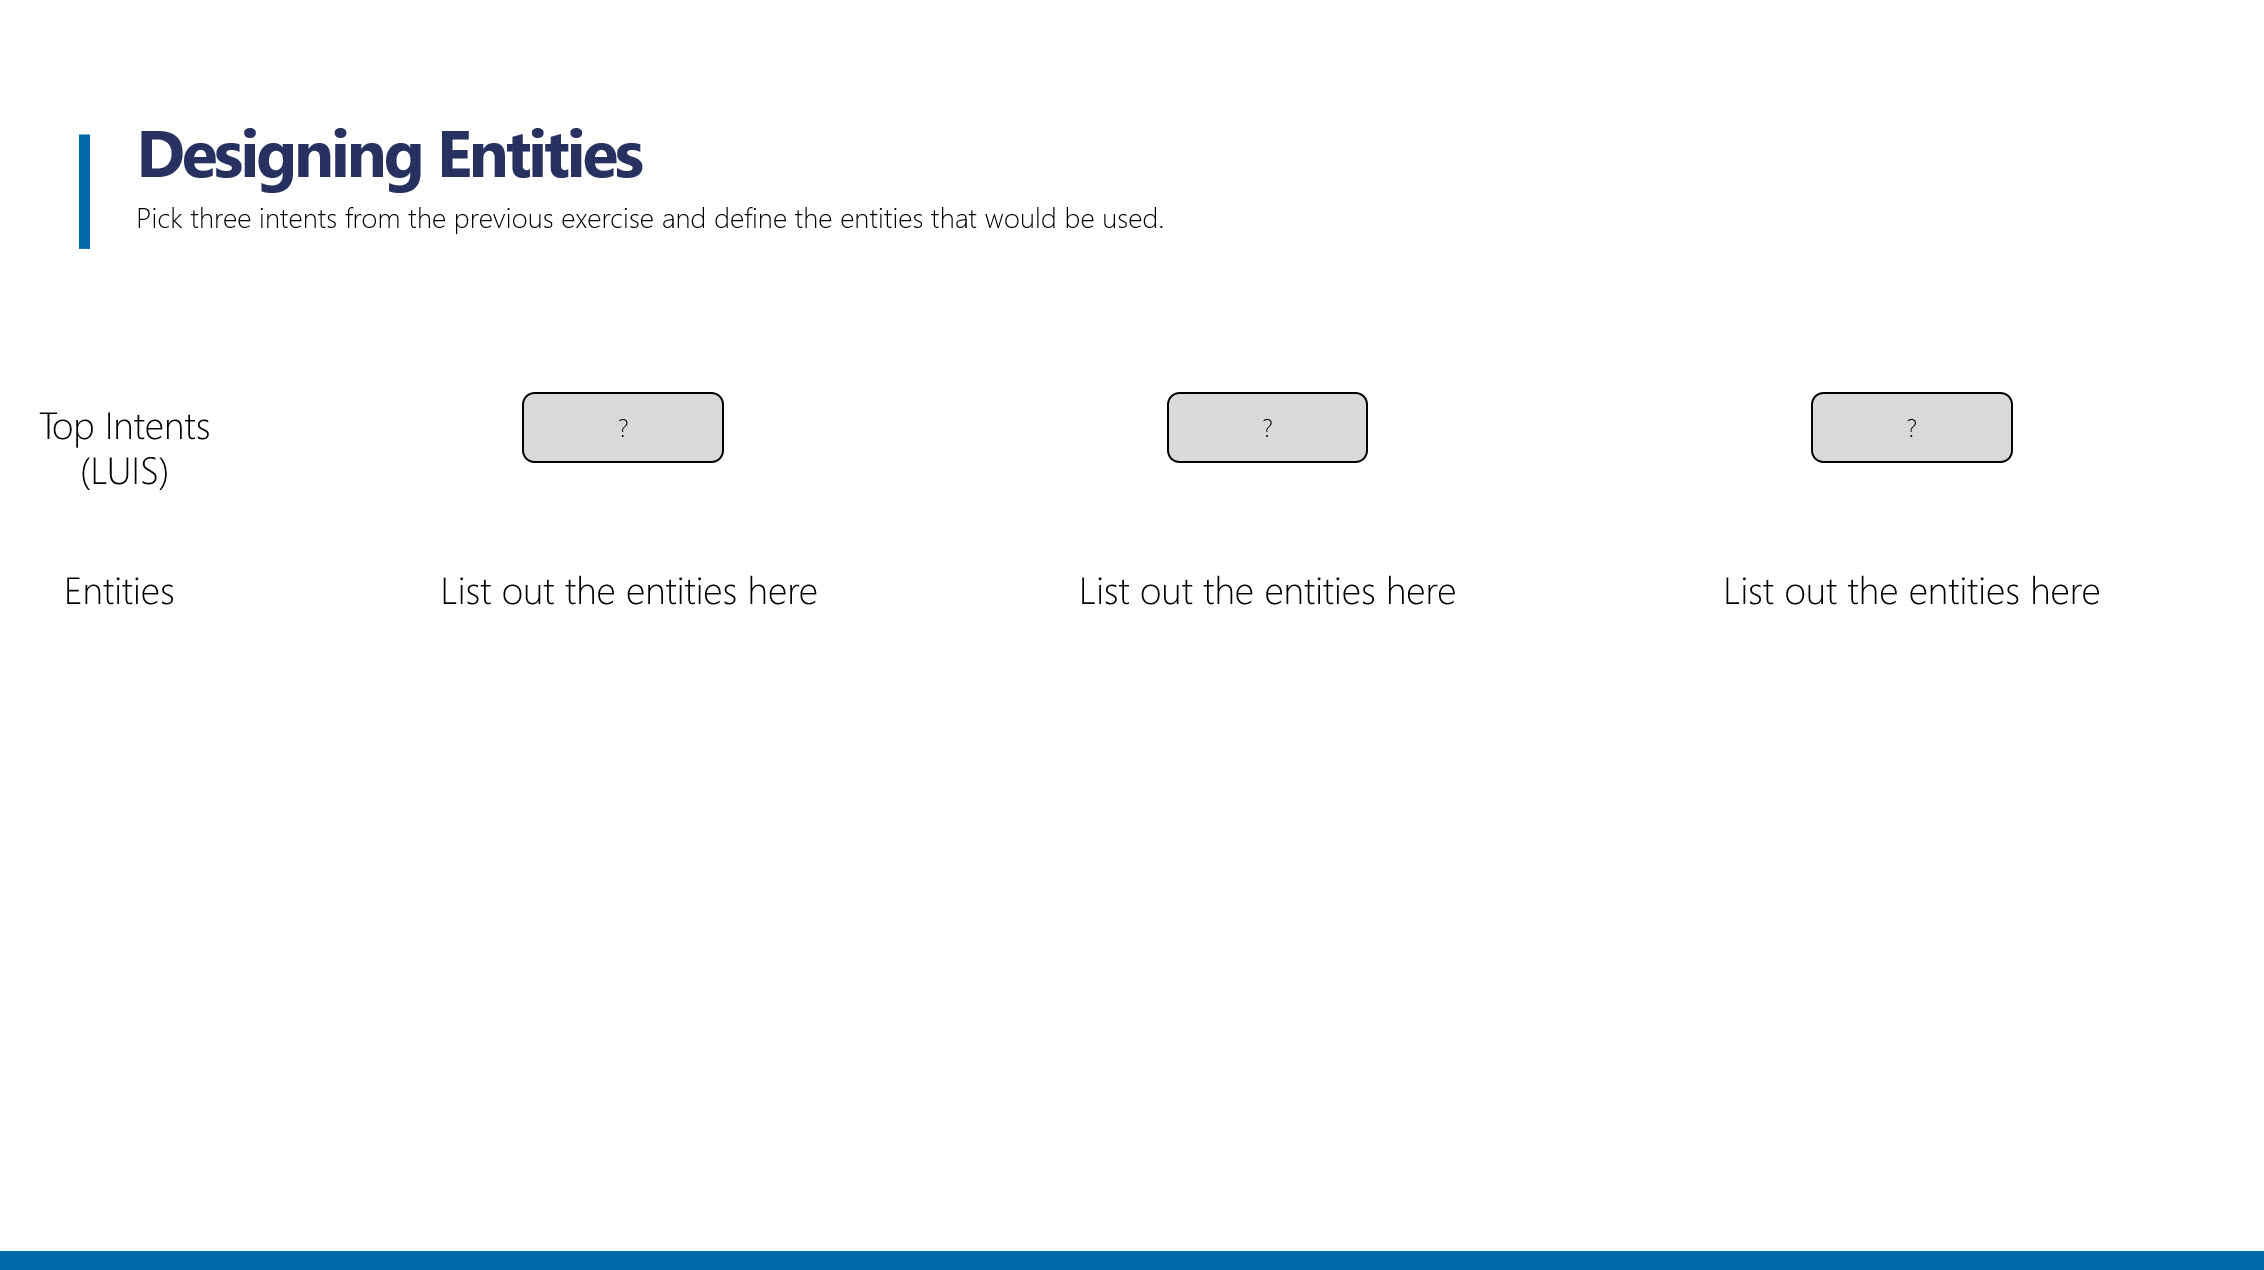 Designing Entities
Pick three intents from the previous exercise and define the entities that would be used.
Top Intents
(LUIS)
?
?
?
Entities
List out the entities here
List out the entities here
List out the entities here